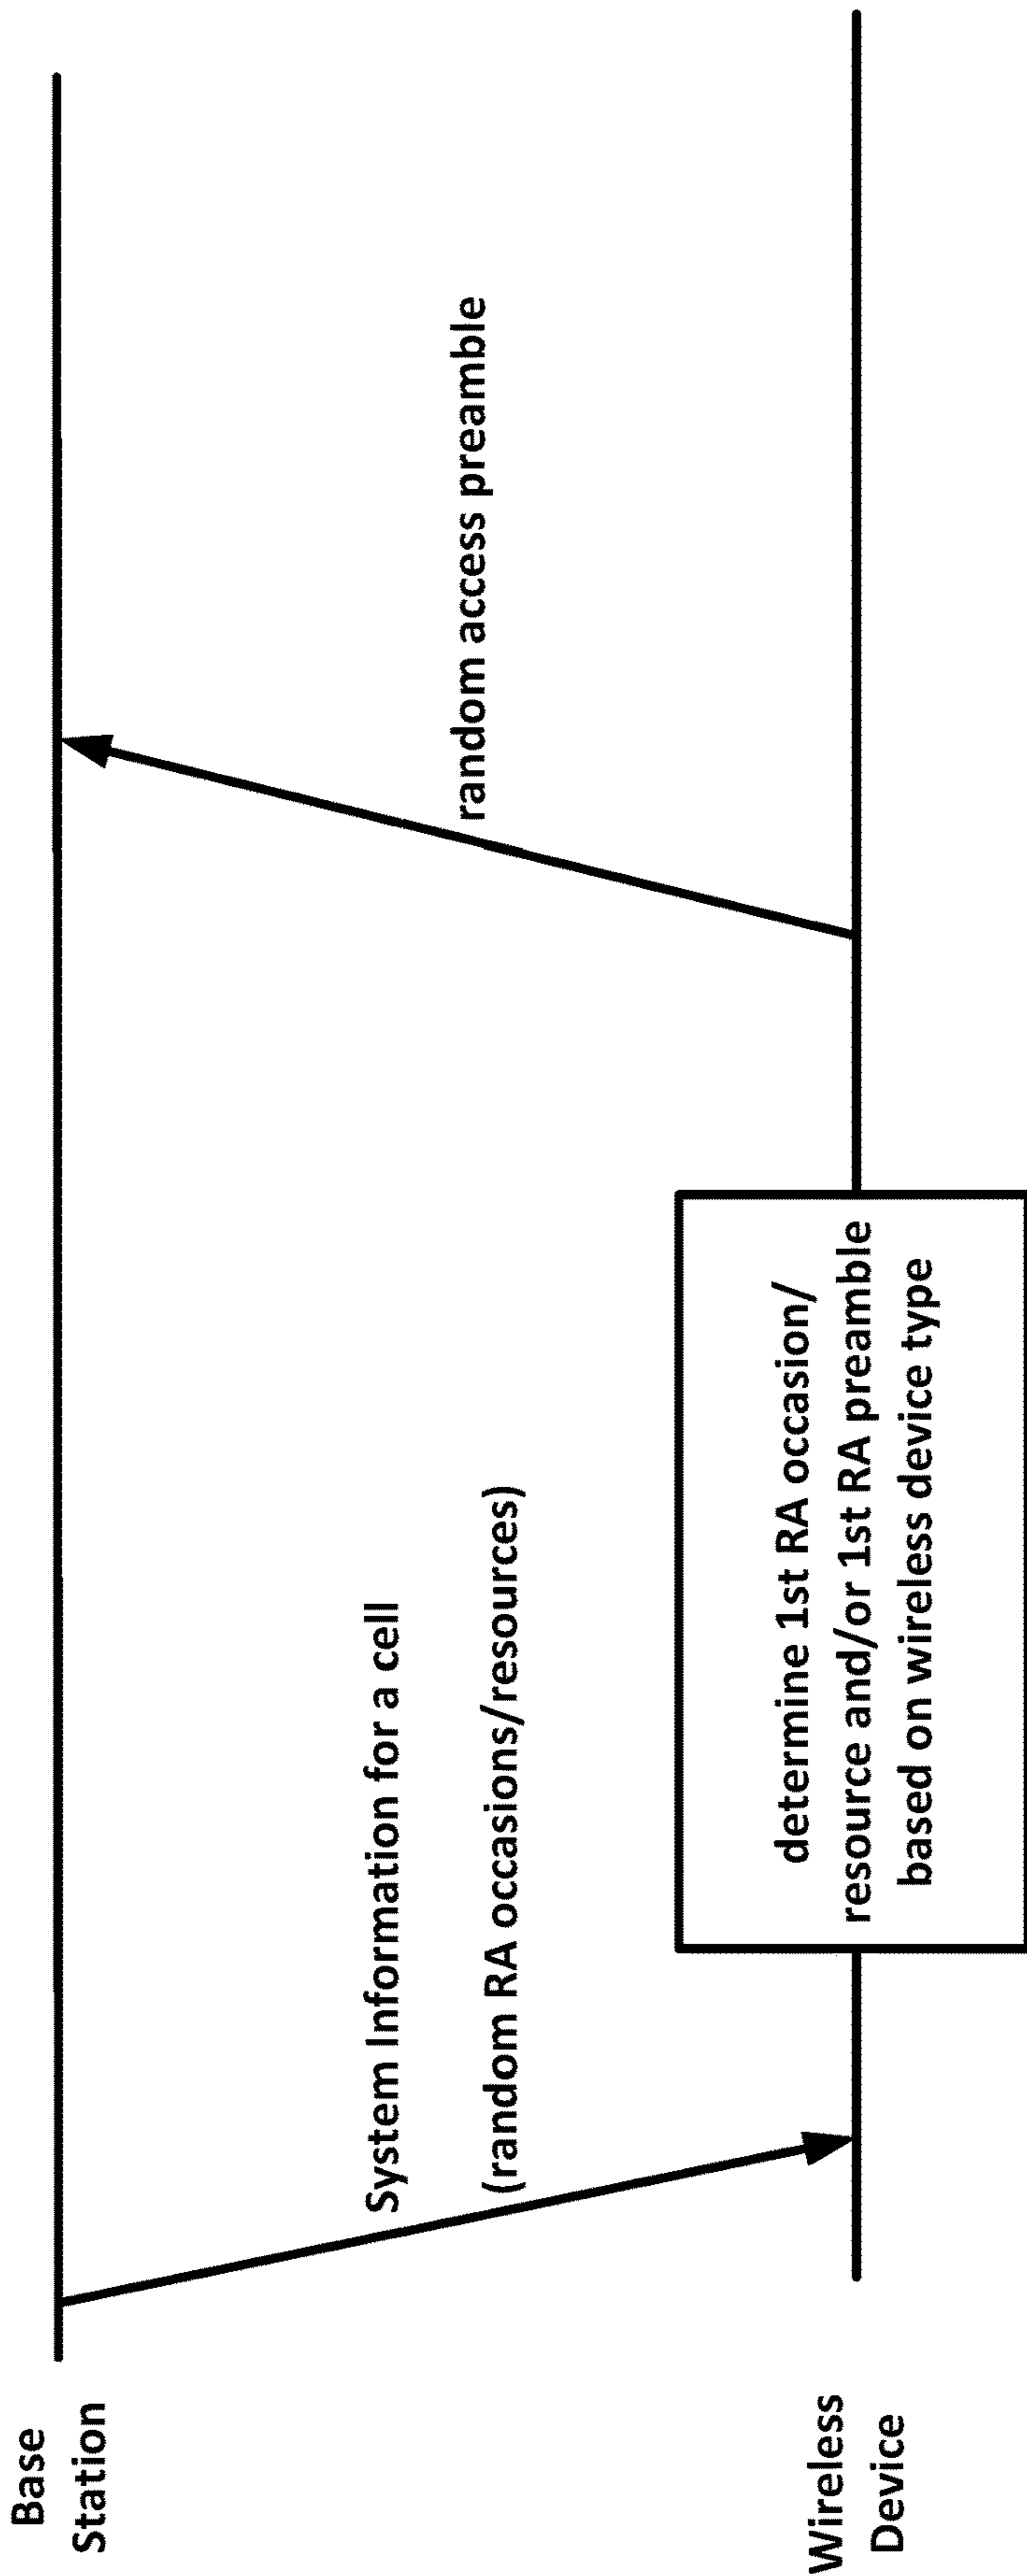 Base
Station
System Information for a cell
(random RA occasions/resources)
random access preamble
determine 1st RA occasion/
resource and/or 1st RA preamble
based on wireless device type
Wireless
Device